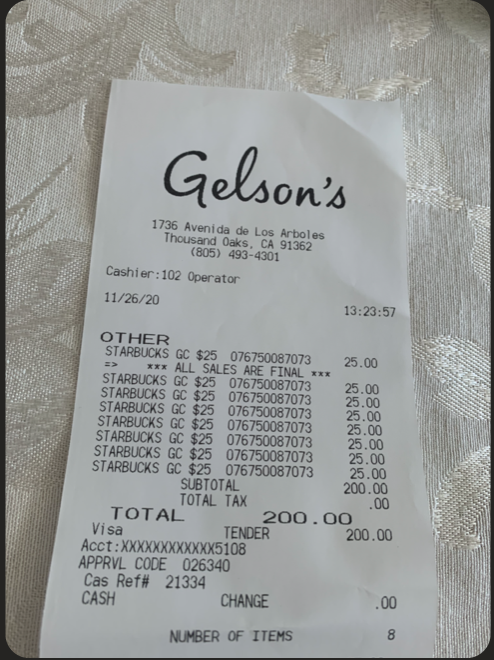 Gelson's
1736 Avenida de Los Arboles
Thousand Oaks, CA 91362
(805) 493-4301
Cashier:102 Operator
11/26/20 13:23:57
OTHER
STARBUCKS GC $25 076750087073 25.00
=> *** ALL SALES ARE FINAL ***
STARBUCKS GC $25 076750087073 25.00
STARBUCKS GC $25 076750087073 25.00
STARBUCKS GC $25 076750087073 25.00
STARBUCKS GC $25 076750087073 25.00
STARBUCKS GC $25 076750087073 25.00
STARBUCKS GC $25 076750087073 25.00
STARBUCKS GC $25 076750087073 25.00
SUBTOTAL 200.00
TOTAL TAX .00
TOTAL 200.00
Visa TENDER 200.00
Acct:XXXXXXXXXXXX5108
APPRVL CODE 026340
Cas Ref# 21334
CASH CHANGE .00
NUMBER OF ITEMS 8